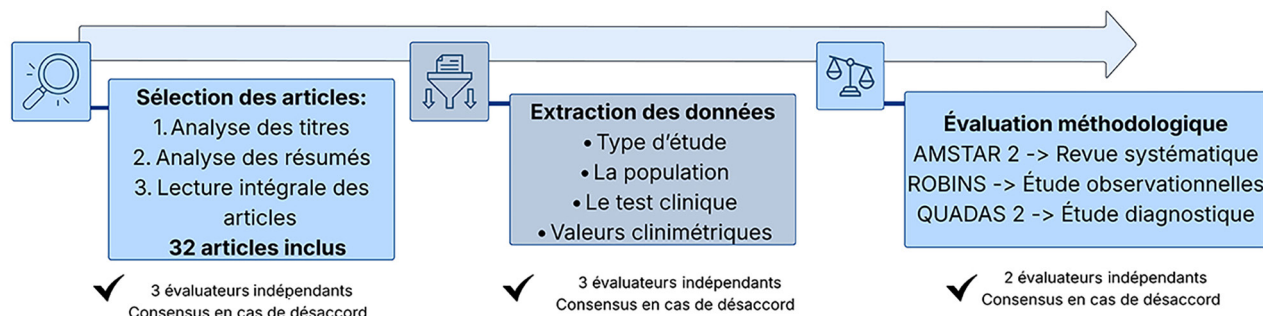 Sélection des articles:
1. Analyse des titres
2. Analyse des résumés
3. Lecture intégrale des
articles
32 articles inclus
3 évaluateurs indépendants
Consensus en cas de désaccord
Extraction des données
• Type d'étude
• La population
• Le test clinique
• Valeurs clinimétriques
3 évaluateurs indépendants
Consensus en cas de désaccord
Évaluation méthodologique
AMSTAR 2 -> Revue systématique
ROBINS -> Étude observationnelles
QUADAS 2 -> Étude diagnostique
2 évaluateurs indépendants
Consensus en cas de désaccord